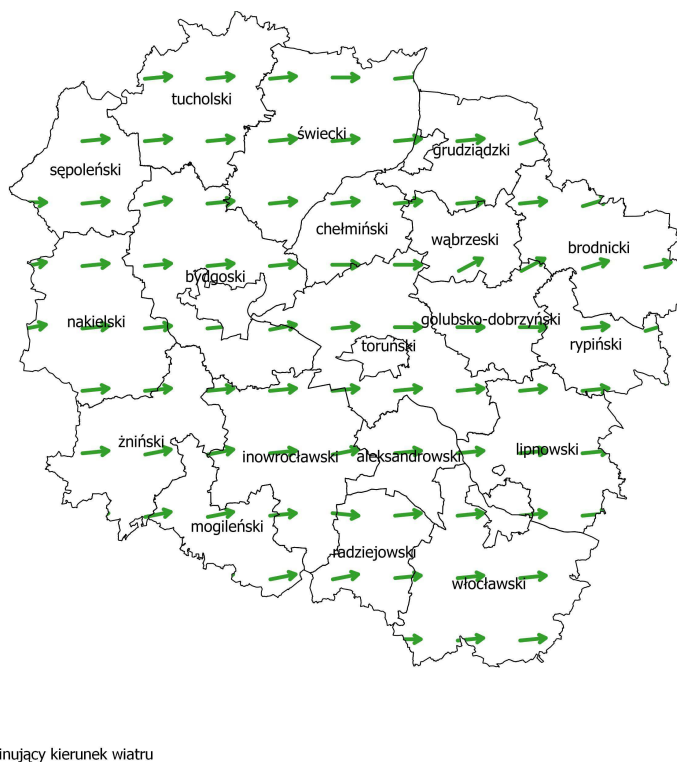 tucholski
świecki
grudziądzki
sępoleński
chełmiński
wąbrzeski
brodnicki
bydgoski
nakielski
golubsko-dobrzyński
toruński
rypiński
żniński
inowrocławski
aleksandrowski
lipnowski
mogileński
radziejowski
włocławski
inujący kierunek wiatru